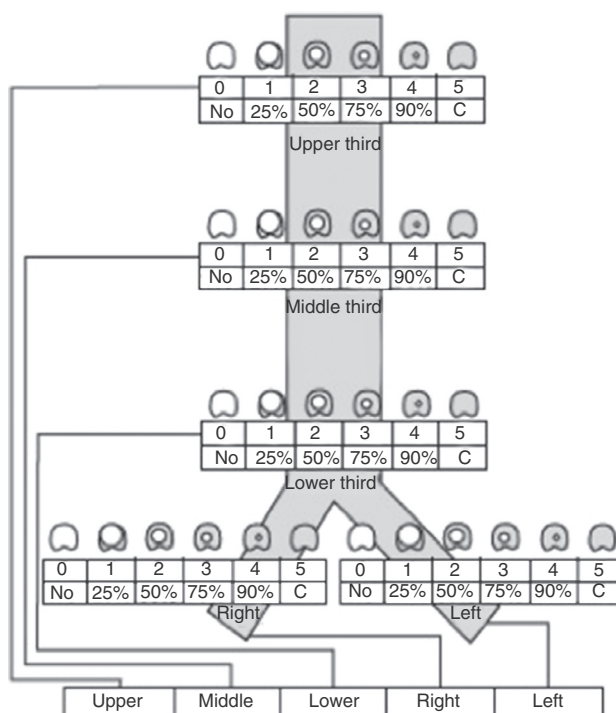 0 1 2 3 4 5
No 25% 50% 75% 90% C
Upper third
0 1 2 3 4 5
No 25% 50% 75% 90% C
Middle third
0 1 2 3 4 5
No 25% 50% 75% 90% C
Lower third
0 1 2 3 4 5
No 25% 50% 75% 90% C
Right
0 1 2 3 4 5
No 25% 50% 75% 90% C
Left
Upper Middle Lower Right Left